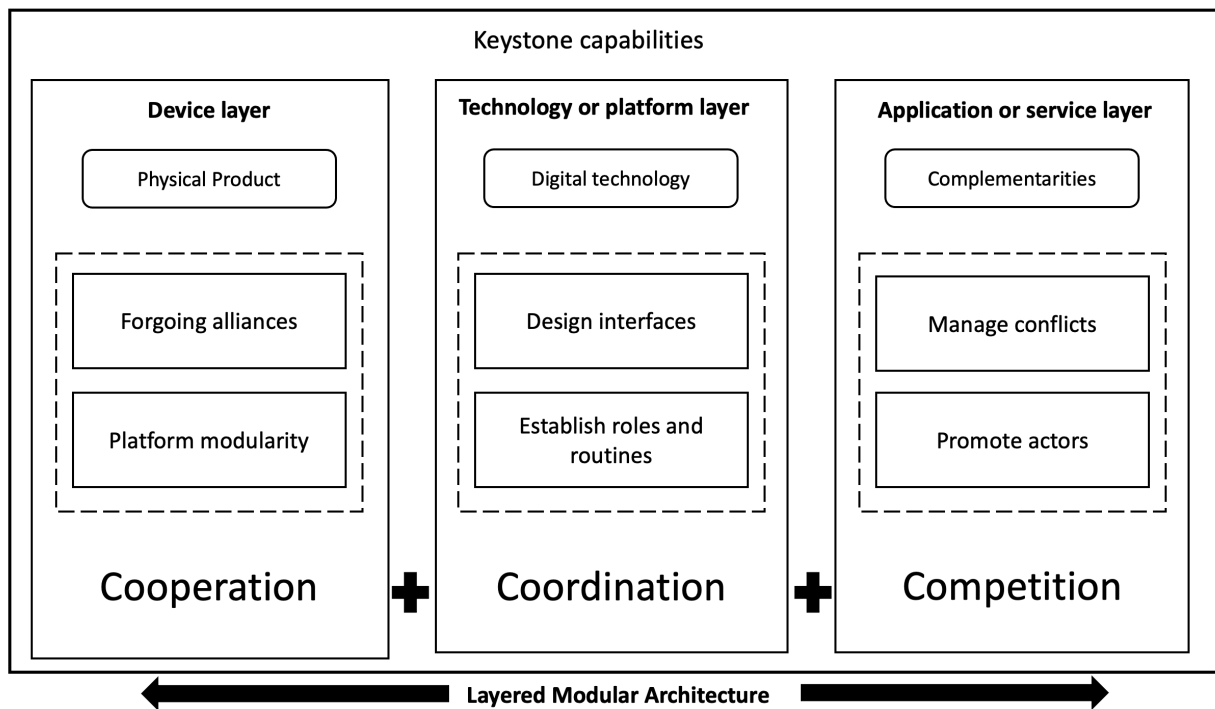 Keystone capabilities
Device layer
Physical Product
Forgoing alliances
Platform modularity
Cooperation
Technology or platform layer
Digital technology
Design interfaces
Establish roles and
routines
Coordination
Application or service layer
Complementarities
Manage conflicts
Promote actors
Competition
Layered Modular Architecture